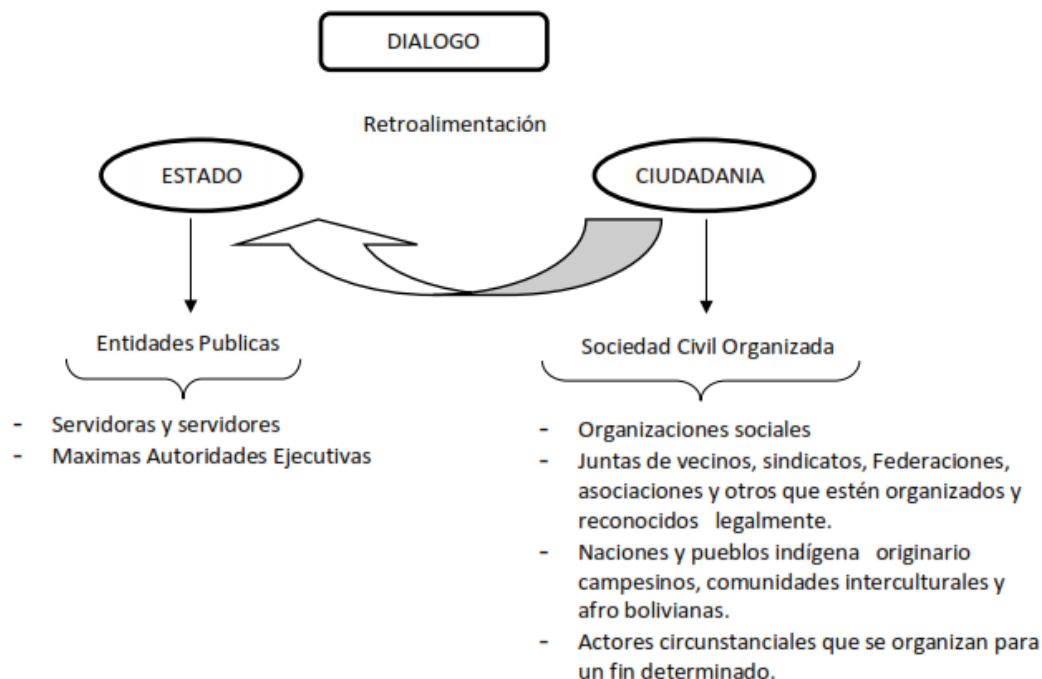 DIALOGO
Retroalimentación
ESTADO
CIUDADANIA
Entidades Publicas
- Servidoras y servidores
- Maximas Autoridades Ejecutivas
Sociedad Civil Organizada
- Organizaciones sociales
- Juntas de vecinos, sindicatos, Federaciones,
asociaciones y otros que estén organizados y
reconocidos legalmente.
- Naciones y pueblos indígena originario
campesinos, comunidades interculturales y
afro bolivianas.
- Actores circunstanciales que se organizan para
un fin determinado.